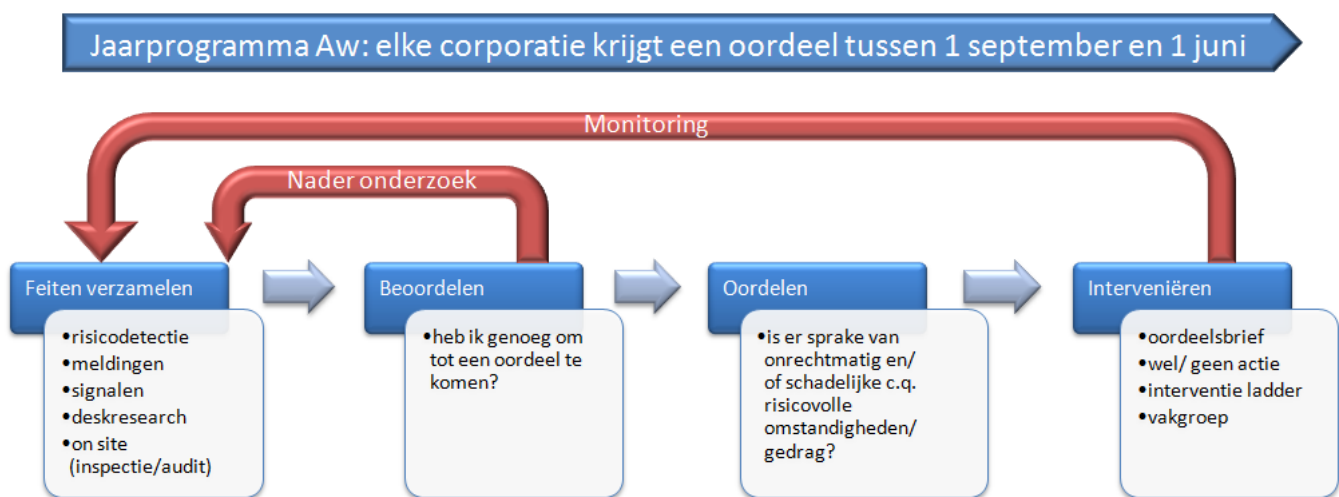 Jaarprogramma Aw: elke corporatie krijgt een oordeel tussen 1 september en 1 juni
Monitoring
Nader onderzoek
Feiten verzamelen
•risicodetectie
•meldingen
•signalen
•deskresearch
•on site
(inspectie/audit)
Beoordelen
•heb ik genoeg om
tot een oordeel te
komen?
Oordelen
•is er sprake van
onrechtmatig en/
of schadelijke c.q.
risicovolle
omstandigheden/
gedrag?
Interveniëren
•oordeelsbrief
•wel/ geen actie
•interventie ladder
•vakgroep